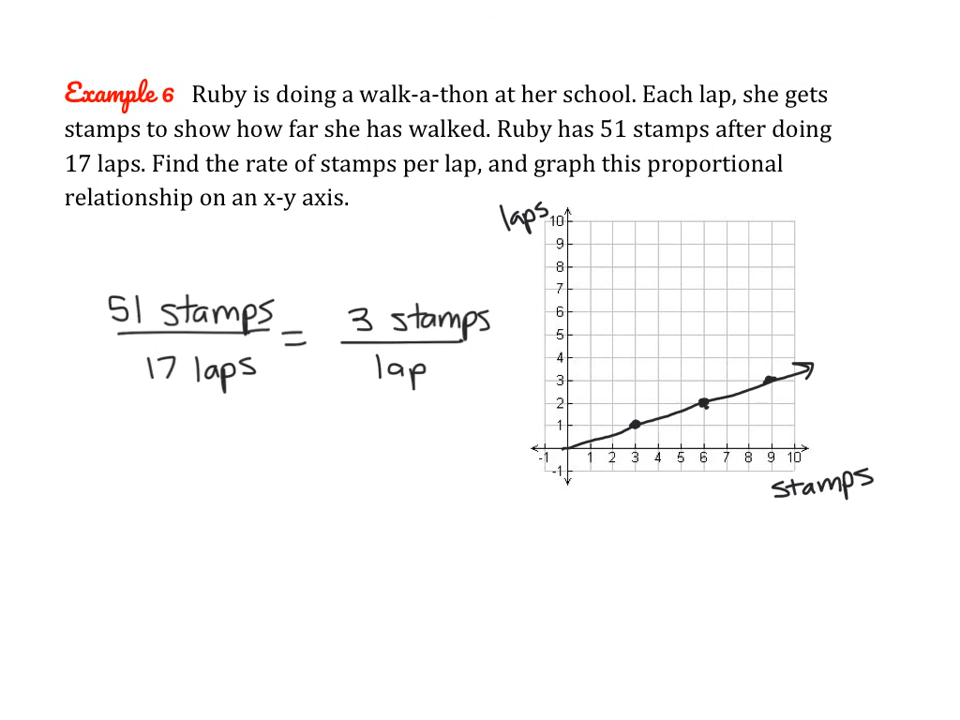 Example 6 Ruby is doing a walk-a-thon at her school. Each lap, she gets
stamps to show how far she has walked. Ruby has 51 stamps after doing
17 laps. Find the rate of stamps per lap, and graph this proportional
relationship on an x-y axis.
laps
10
9
8
7
6
5
4
3
2
1
-1 1 2 3 4 5 6 7 8 9 10
-1
stamps
51 stamps = 3 stamps
17 laps lap